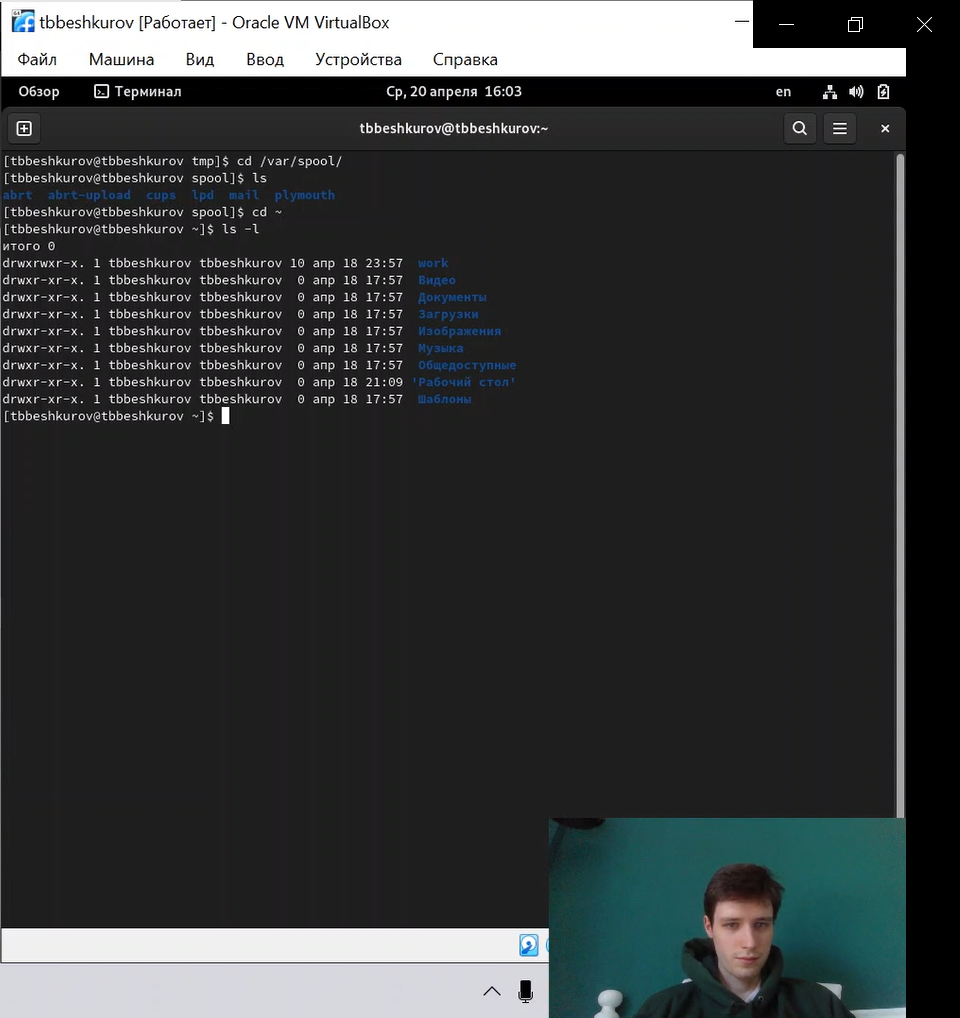 tbbeshkurov [Работает] - Oracle VM VirtualBox
Файл Машина Вид Ввод Устройства Справка
Обзор Терминал Ср, 20 апреля 16:03 en
tbbeshkurov@tbbeshkurov:~
[tbbeshkurov@tbbeshkurov tmp]$ cd /var/spool/
[tbbeshkurov@tbbeshkurov spool]$ ls
abrt abrt-upload cups lpd mail plymouth
[tbbeshkurov@tbbeshkurov spool]$ cd ~
[tbbeshkurov@tbbeshkurov ~]$ ls -l
итого 0
drwxrwxr-x. 1 tbbeshkurov tbbeshkurov 10 апр 18 23:57 work
drwxr-xr-x. 1 tbbeshkurov tbbeshkurov 0 апр 18 17:57 Видео
drwxr-xr-x. 1 tbbeshkurov tbbeshkurov 0 апр 18 17:57 Документы
drwxr-xr-x. 1 tbbeshkurov tbbeshkurov 0 апр 18 17:57 Загрузки
drwxr-xr-x. 1 tbbeshkurov tbbeshkurov 0 апр 18 17:57 Изображения
drwxr-xr-x. 1 tbbeshkurov tbbeshkurov 0 апр 18 17:57 Музыка
drwxr-xr-x. 1 tbbeshkurov tbbeshkurov 0 апр 18 17:57 Общедоступные
drwxr-xr-x. 1 tbbeshkurov tbbeshkurov 0 апр 18 21:09 'Рабочий стол'
drwxr-xr-x. 1 tbbeshkurov tbbeshkurov 0 апр 18 17:57 Шаблоны
[tbbeshkurov@tbbeshkurov ~]$